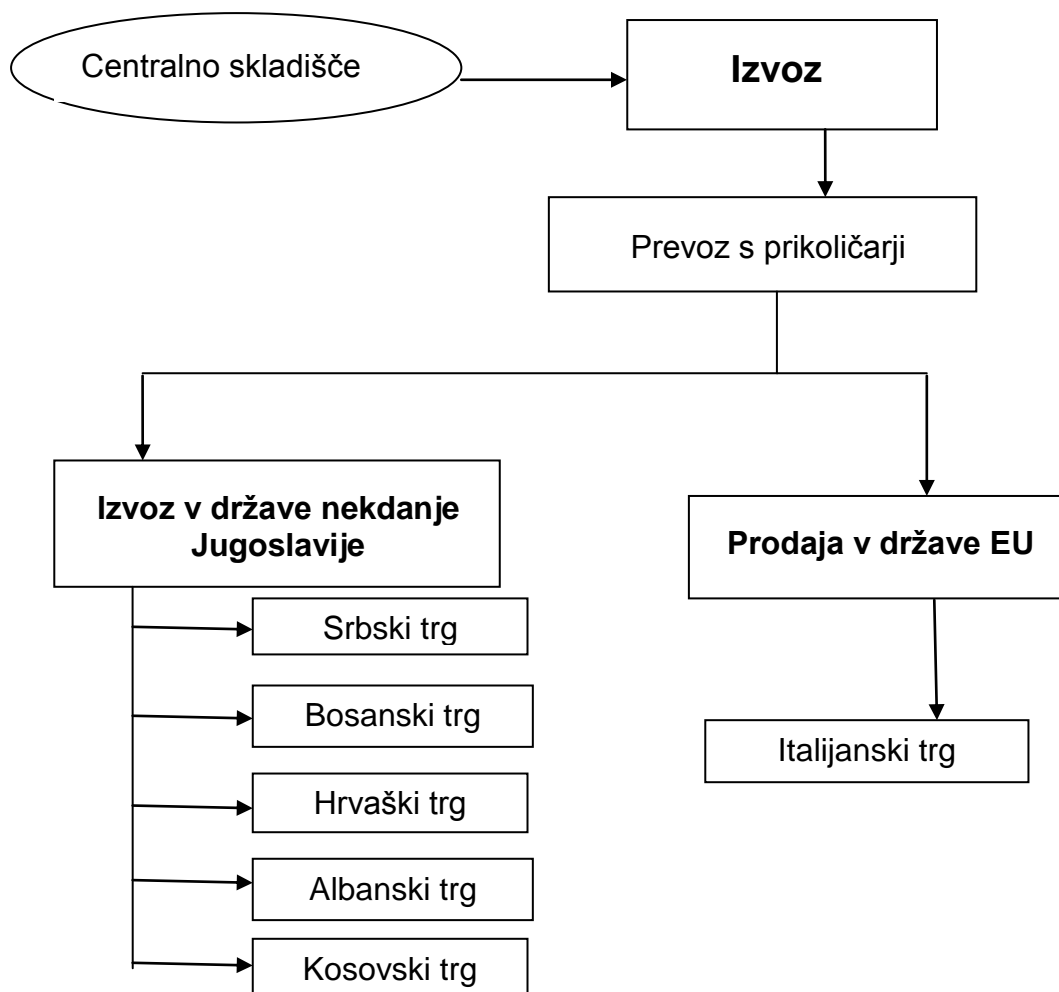 Centralno skladišče
Izvoz
Prevoz s prikoličarji
Izvoz v države nekdanje
Jugoslavije
Prodaja v države EU
Srbski trg
Bosanski trg
Hrvaški trg
Albanski trg
Kosovski trg
Italijanski trg